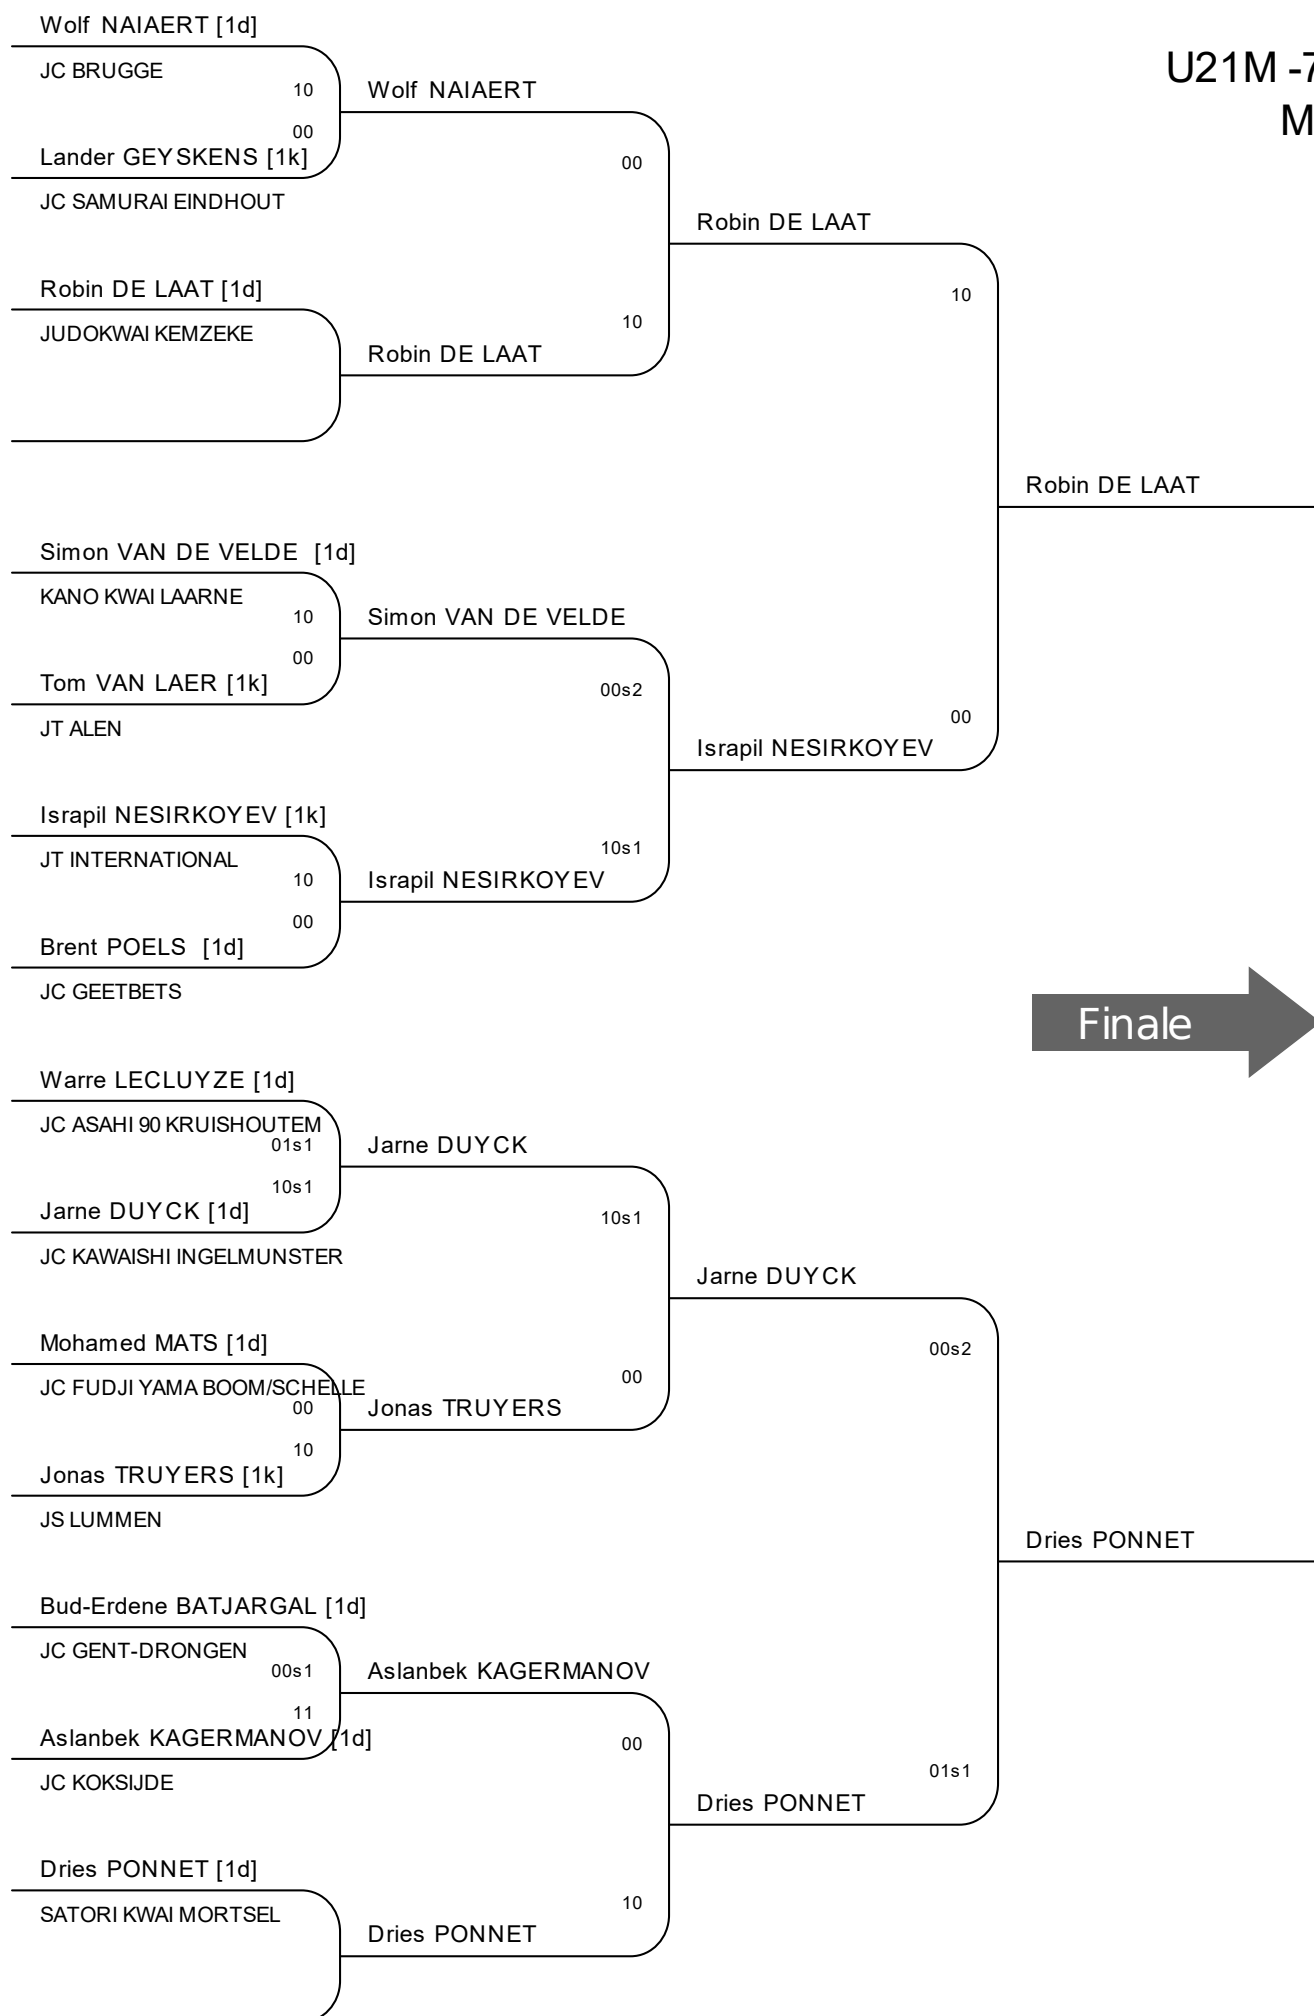 Wolf NAIAERT [1d]
JC BRUGGE
10
Wolf NAIAERT
00
Lander GEYSKENS [1k]
JC SAMURAI EINDHOUT
00
Robin DE LAAT
Robin DE LAAT [1d]
JUDOKWAI KEMZEKE
10
10
Robin DE LAAT
Robin DE LAAT
Simon VAN DE VELDE [1d]
KANO KWAI LAARNE
10
Simon VAN DE VELDE
00
Tom VAN LAER [1k]
JT ALEN
00s2
00
Israpil NESIRKOYEV
Israpil NESIRKOYEV [1k]
JT INTERNATIONAL
10s1
10
Israpil NESIRKOYEV
00
Brent POELS [1d]
JC GEETBETS
Finale
Warre LECLUYZE [1d]
JC ASAHI 90 KRUISHOUTEM
01s1
Jarne DUYCK
10s1
Jarne DUYCK [1d]
JC KAWAISHI INGELMUNSTER
10s1
Jarne DUYCK
Mohamed MATS [1d]
JC FUDJI YAMA BOOM/SCHELLE
00s2
00
00
Jonas TRUYERS
10
Jonas TRUYERS [1k]
JS LUMMEN
Dries PONNET
Bud-Erdene BATJARGAL [1d]
JC GENT-DRONGEN
00s1
Aslanbek KAGERMANOV
11
Aslanbek KAGERMANOV [1d]
JC KOKSIJDE
00
01s1
Dries PONNET
Dries PONNET [1d]
SATORI KWAI MORTSEL
10
Dries PONNET
U21M -7
M